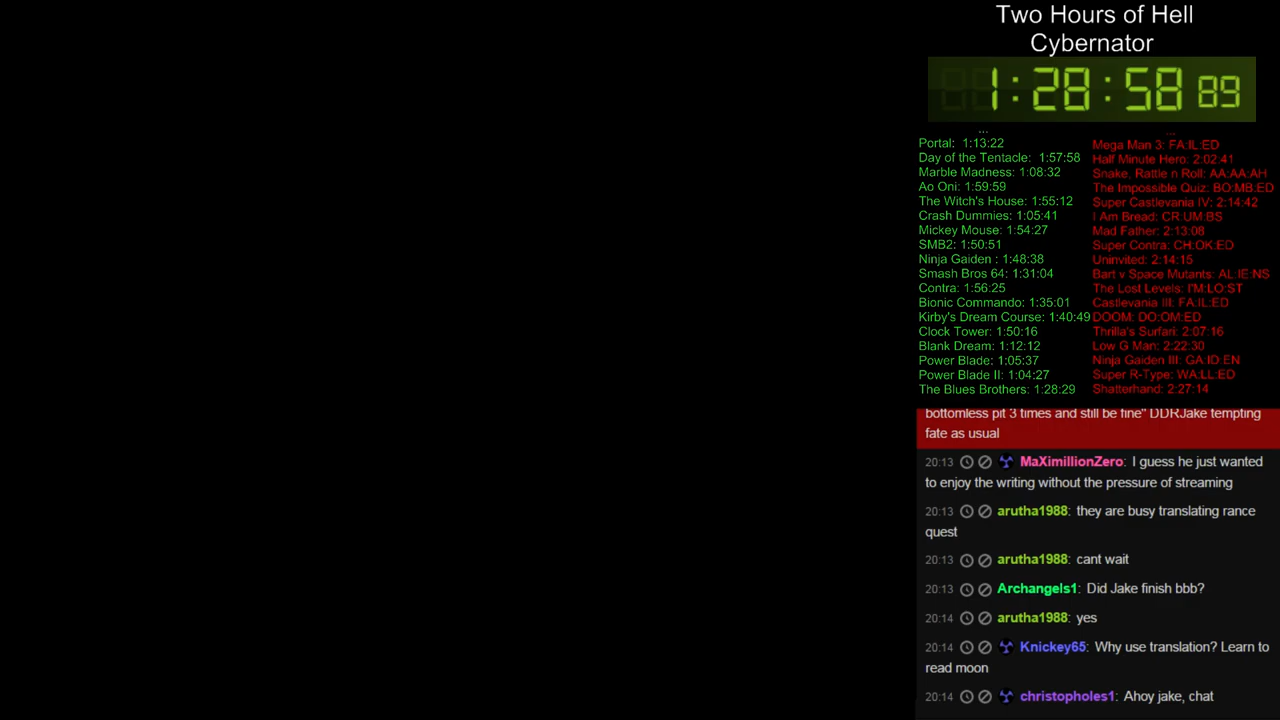 Two Hours of Hell
Cybernator
1:28:58 89
...
Portal: 1:13:22
Day of the Tentacle: 1:57:58
Marble Madness: 1:08:32
Ao Oni: 1:59:59
The Witch's House: 1:55:12
Crash Dummies: 1:05:41
Mickey Mouse: 1:54:27
SMB2: 1:50:51
Ninja Gaiden : 1:48:38
Smash Bros 64: 1:31:04
Contra: 1:56:25
Bionic Commando: 1:35:01
Kirby's Dream Course: 1:40:49
Clock Tower: 1:50:16
Blank Dream: 1:12:12
Power Blade: 1:05:37
Power Blade II: 1:04:27
The Blues Brothers: 1:28:29
...
Mega Man 3: FA:IL:ED
Half Minute Hero: 2:02:41
Snake, Rattle n Roll: AA:AA:AH
The Impossible Quiz: BO:MB:ED
Super Castlevania IV: 2:14:42
I Am Bread: CR:UM:BS
Mad Father: 2:13:08
Super Contra: CH:OK:ED
Uninvited: 2:14:15
Bart v Space Mutants: AL:IE:NS
The Lost Levels: I'M:LO:ST
Castlevania III: FA:IL:ED
DOOM: DO:OM:ED
Thrilla's Surfari: 2:07:16
Low G Man: 2:22:30
Ninja Gaiden III: GA:ID:EN
Super R-Type: WA:LL:ED
Shatterhand: 2:27:14
bottomless pit 3 times and still be fine" DDRJake tempting
fate as usual
20:13 MaXimillionZero: I guess he just wanted
to enjoy the writing without the pressure of streaming
20:13 arutha1988: they are busy translating rance
quest
20:13 arutha1988: cant wait
20:13 Archangels1: Did Jake finish bbb?
20:14 arutha1988: yes
20:14 Knickey65: Why use translation? Learn to
read moon
20:14 christopholes1: Ahoy jake, chat